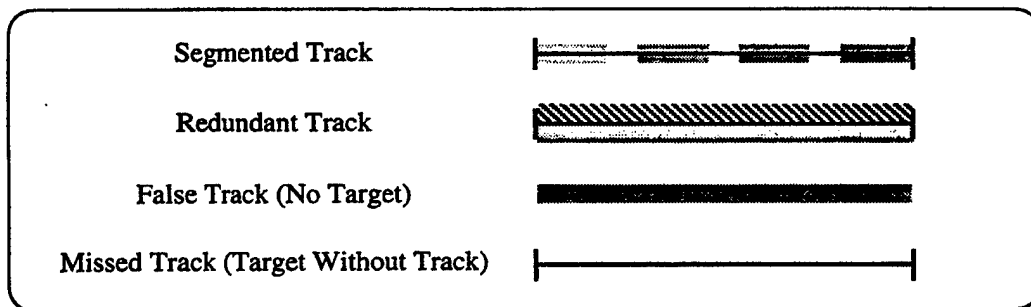 Segmented Track
Redundant Track
False Track (No Target)
Missed Track (Target Without Track)